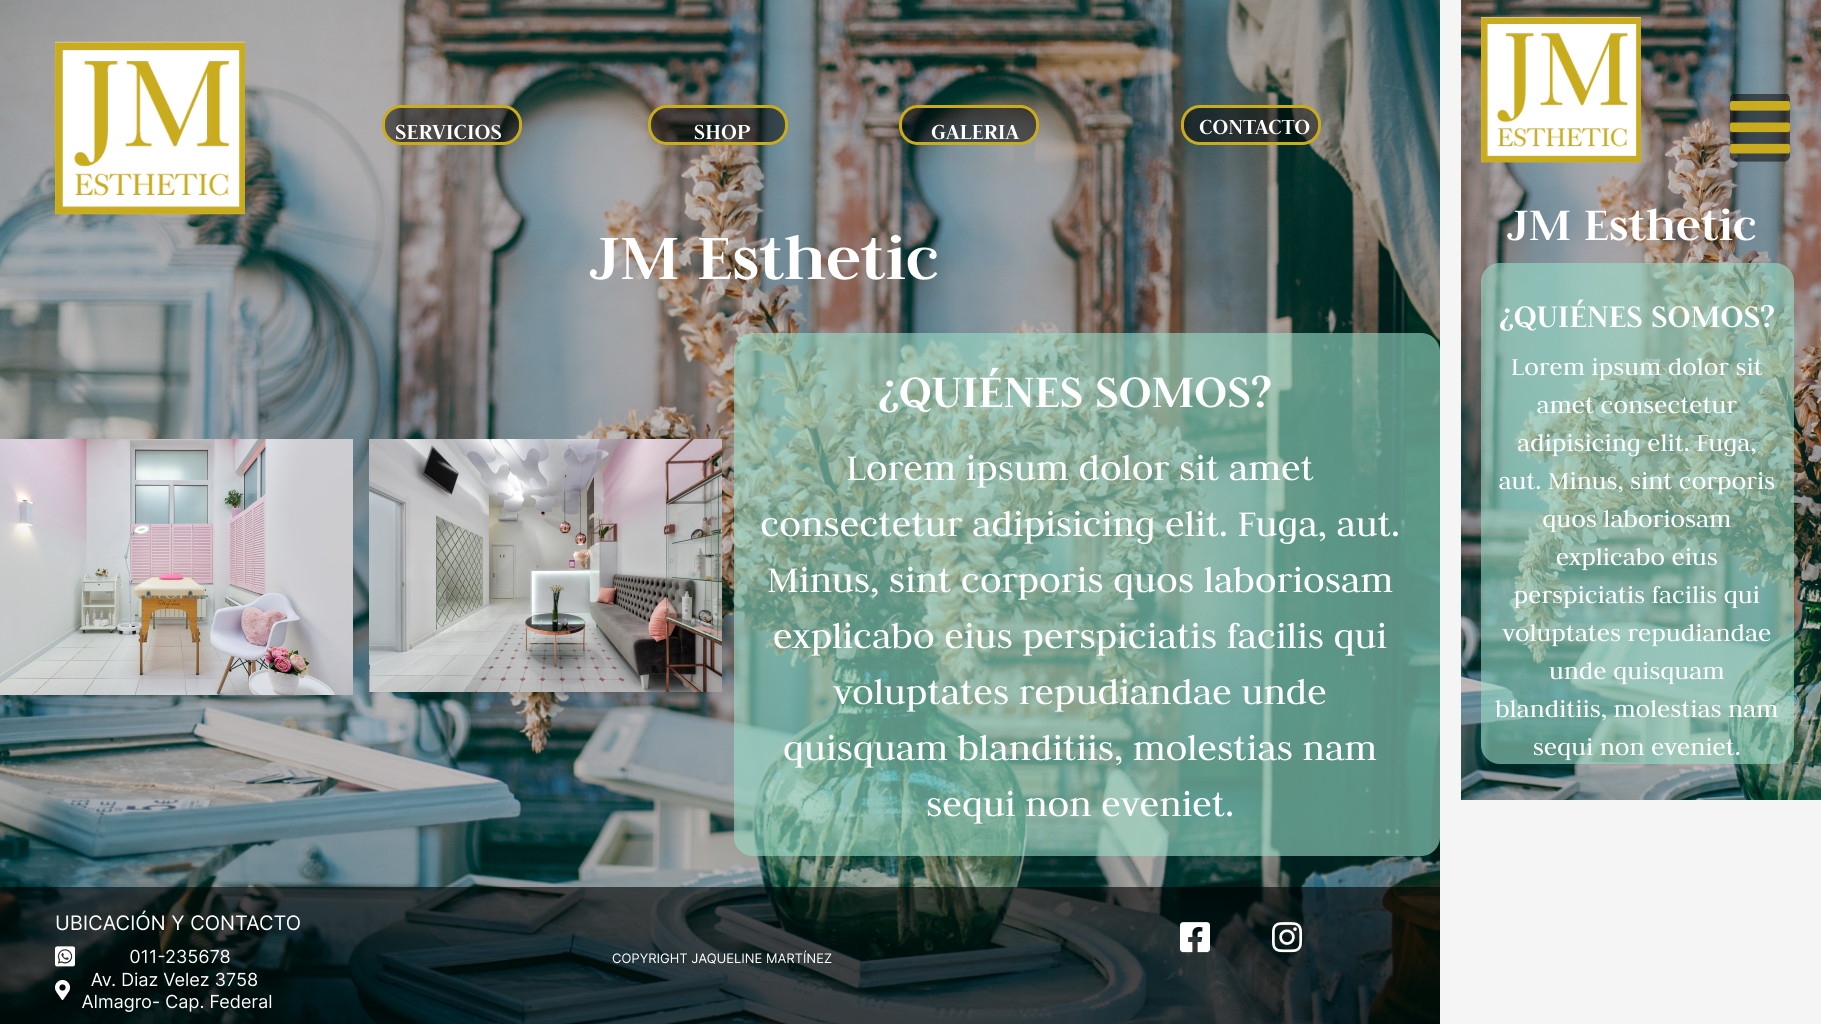 JM
ESTHETIC
SERVICIOS
SHOP
GALERIA
CONTACTO
JM Esthetic
¿QUIÉNES SOMOS?
Lorem ipsum dolor sit amet
consectetur adipisicing elit. Fuga, aut.
Minus, sint corporis quos laboriosam
explicabo eius perspiciatis facilis qui
voluptates repudiandae unde
quisquam blanditiis, molestias nam
sequi non eveniet.
UBICACIÓN Y CONTACTO
011-235678
Av. Diaz Velez 3758
Almagro- Cap. Federal
COPYRIGHT JAQUELINE MARTÍNEZ
JM
ESTHETIC
JM Esthetic
¿QUIÉNES SOMOS?
Lorem ipsum dolor sit
amet consectetur
adipisicing elit. Fuga,
aut. Minus, sint corporis
quos laboriosam
explicabo eius
perspiciatis facilis qui
voluptates repudiandae
unde quisquam
blanditiis, molestias nam
sequi non eveniet.